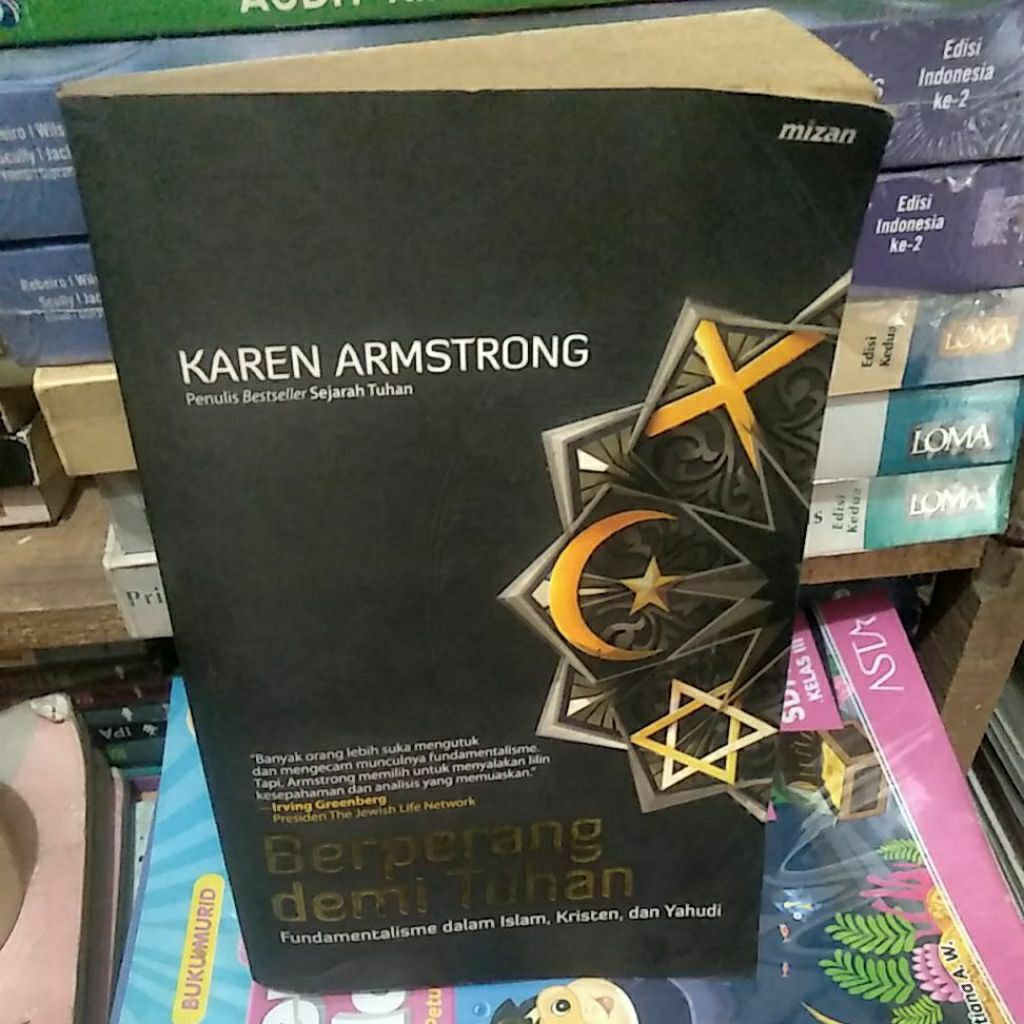 Edisi
Indonesia
ke-2
mizan
Edisi
Indonesia
ke-2
KAREN ARMSTRONG
Penulis Bestseller Sejarah Tuhan
Edisi
Kedua
LOMA
LOMA
S.
Edisi
Kedua
LOMA
Pri
"Banyak orang lebih suka mengutuk
dan mengecam munculnya fundamentalisme.
Tapi, Armstrong memilih untuk menyalakan lilin
kesepahaman dan analisis yang memuaskan."
—Irving Greenberg
Presiden The Jewish Life Network
Berperang
demi Tuhan
Fundamentalisme dalam Islam, Kristen, dan Yahudi
IPA
KELAS III
BUKU MURID